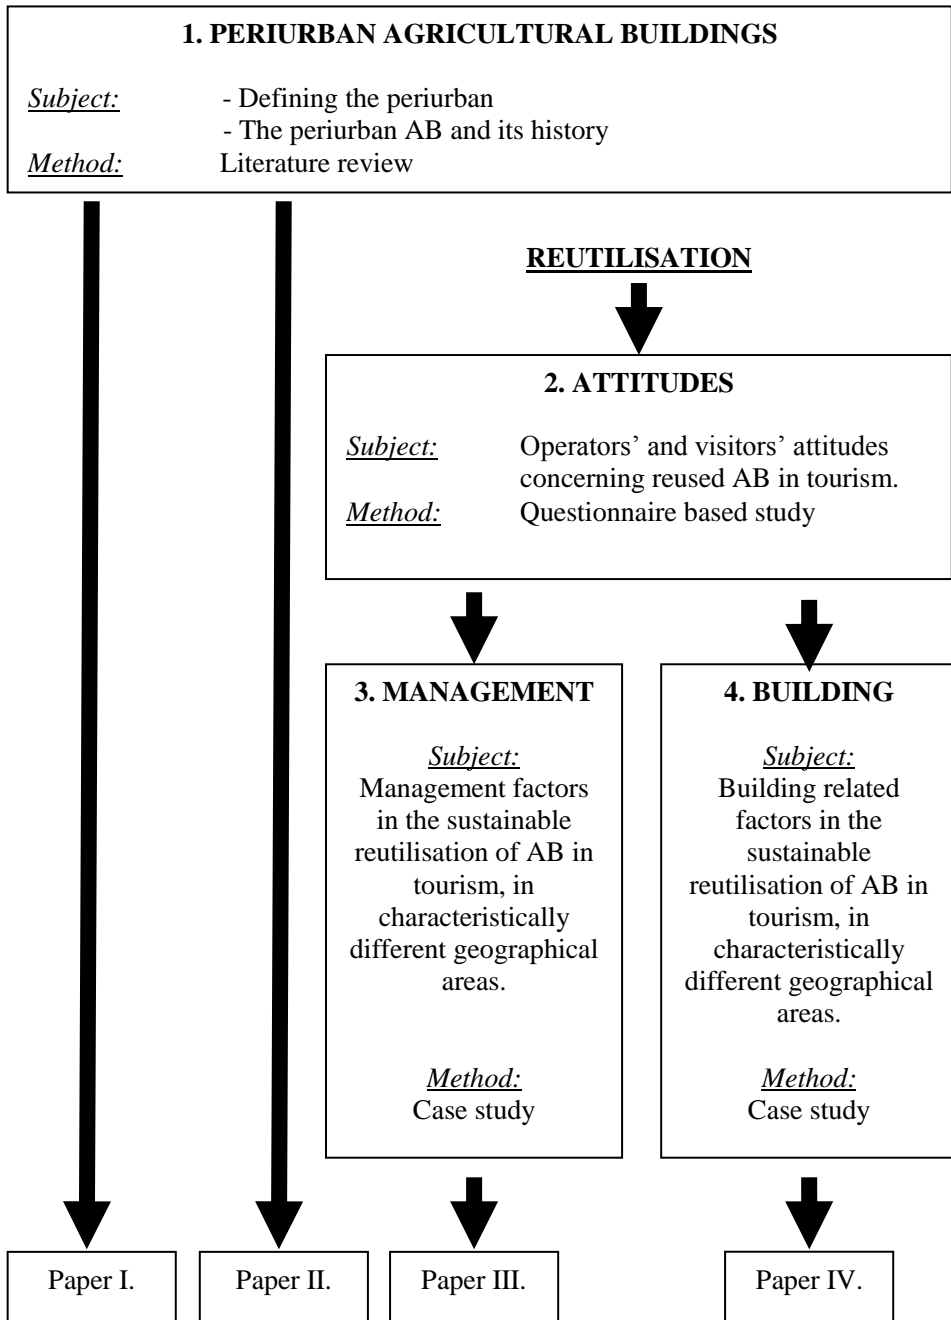 1. PERIURBAN AGRICULTURAL BUILDINGS
Subject: - Defining the periurban
- The periurban AB and its history
Method: Literature review
REUTILISATION
2. ATTITUDES
Subject: Operators’ and visitors’ attitudes
concerning reused AB in tourism.
Method: Questionnaire based study
3. MANAGEMENT
Subject:
Management factors
in the sustainable
reutilisation of AB in
tourism, in
characteristically
different geographical
areas.
Method:
Case study
4. BUILDING
Subject:
Building related
factors in the
sustainable
reutilisation of AB in
tourism, in
characteristically
different geographical
areas.
Method:
Case study
Paper I.
Paper II.
Paper III.
Paper IV.